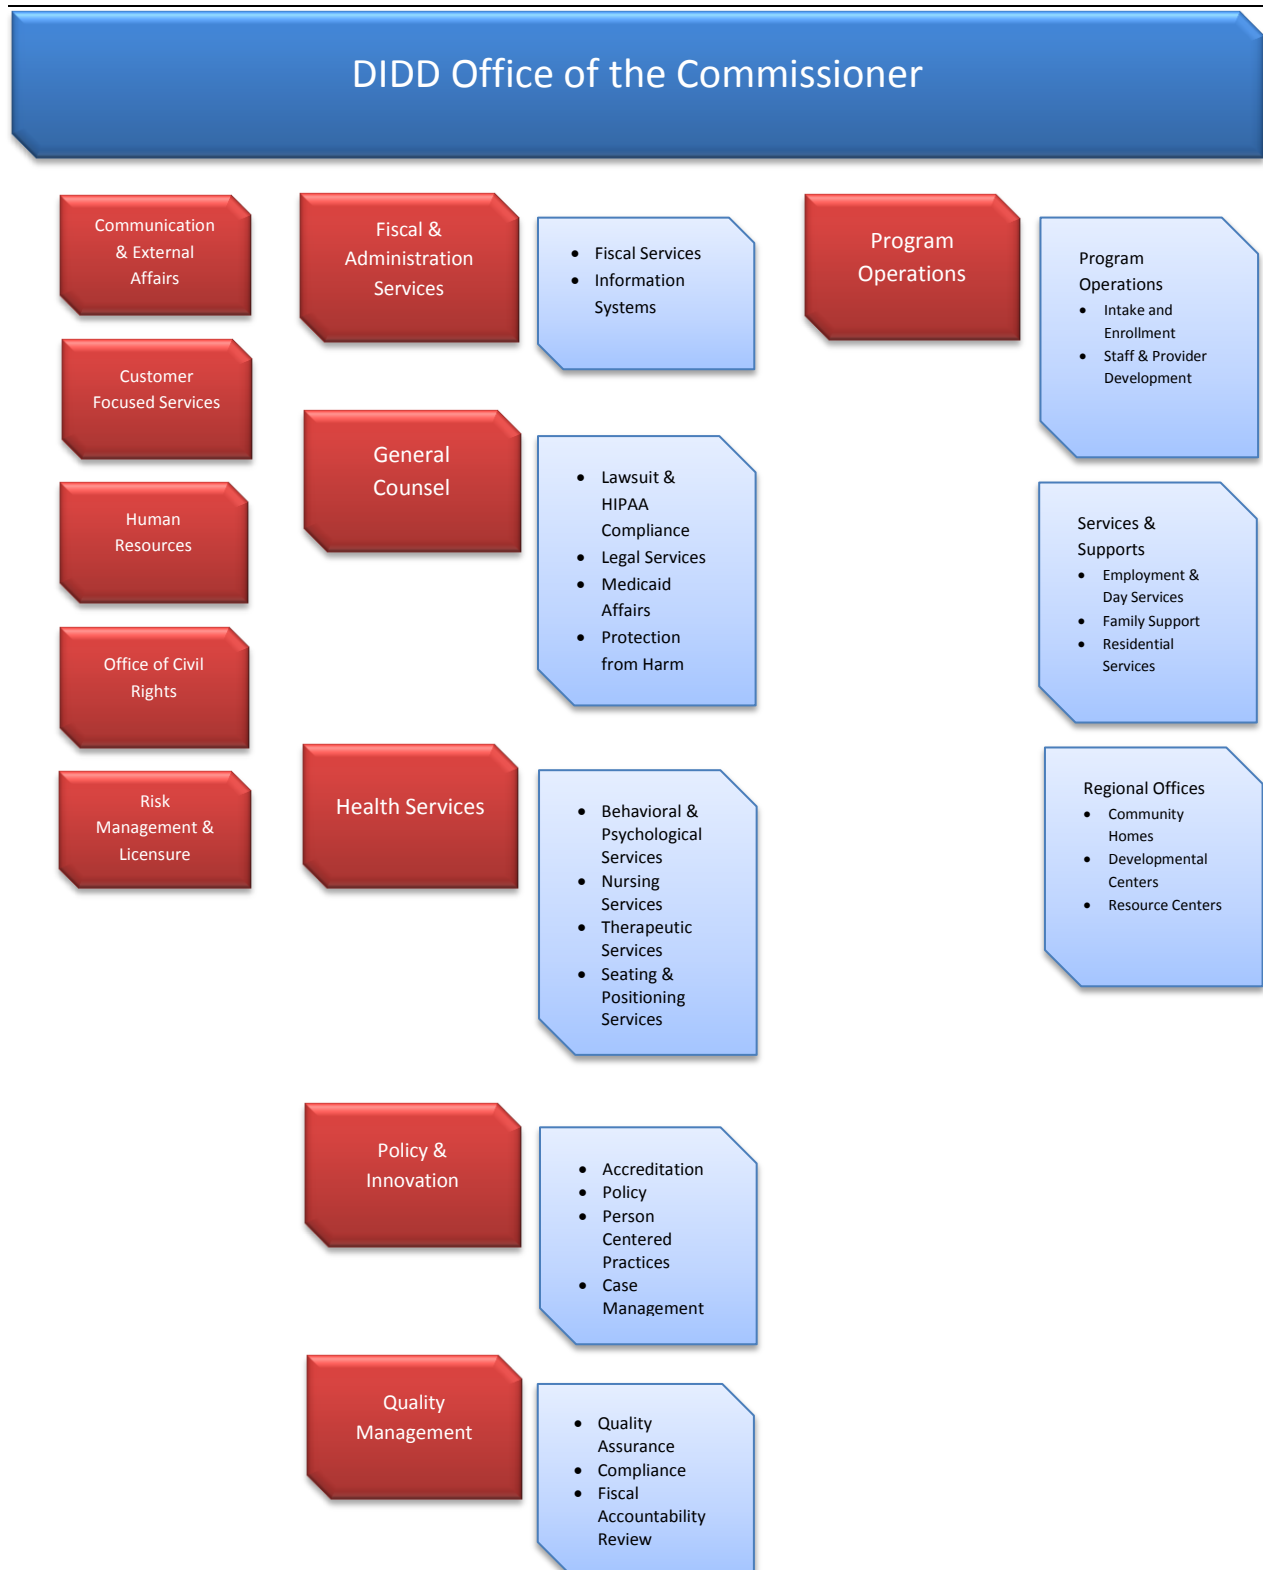 DIDD Office of the Commissioner
Communication
& External
Affairs
Customer
Focused Services
Human
Resources
Office of Civil
Rights
Risk
Management &
Licensure
Fiscal &
Administration
Services
• Fiscal Services
• Information
Systems
General
Counsel
• Lawsuit &
HIPAA
Compliance
• Legal Services
• Medicaid
Affairs
• Protection
from Harm
Health Services
• Behavioral &
Psychological
Services
• Nursing
Services
• Therapeutic
Services
• Seating &
Positioning
Services
Policy &
Innovation
• Accreditation
• Policy
• Person
Centered
Practices
• Case
Management
Quality
Management
• Quality
Assurance
• Compliance
• Fiscal
Accountability
Review
Program
Operations
Program
Operations
• Intake and
Enrollment
• Staff & Provider
Development
Services &
Supports
• Employment &
Day Services
• Family Support
• Residential
Services
Regional Offices
• Community
Homes
• Developmental
Centers
• Resource Centers